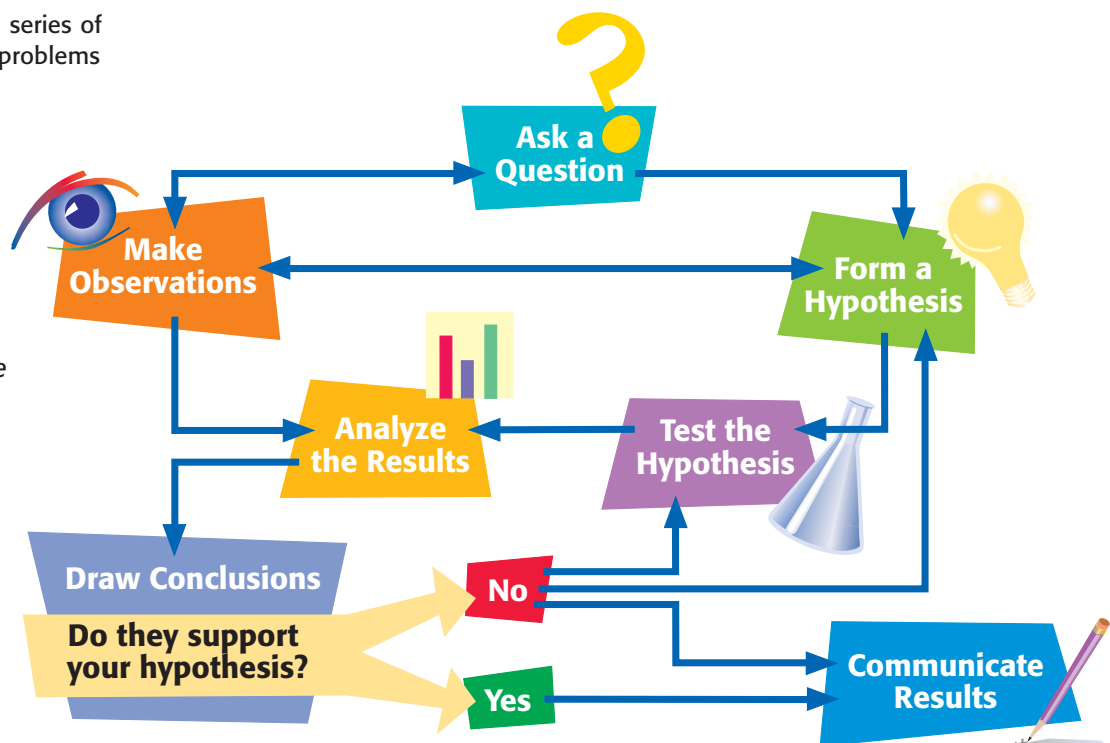 series of
problems
Ask a
Question
Make
Observations
Form a
Hypothesis
e
Analyze
the Results
Test the
Hypothesis
Draw Conclusions
Do they support
your hypothesis?
No
Yes
Communicate
Results